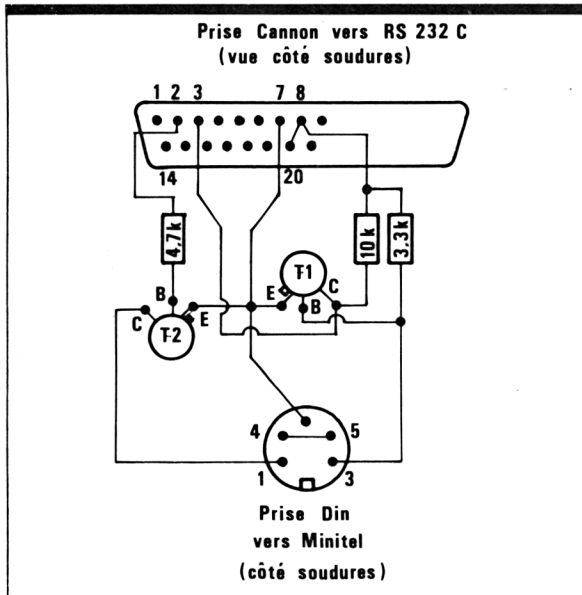 Prise Cannon vers RS 232 C
(vue côté soudures)
1 2 3 7 8
14 20
4,7k 10k 3,3k
T1
E C
B
B
C E
T2
4 5
1 3
Prise Din
vers Minitel
(côté soudures)